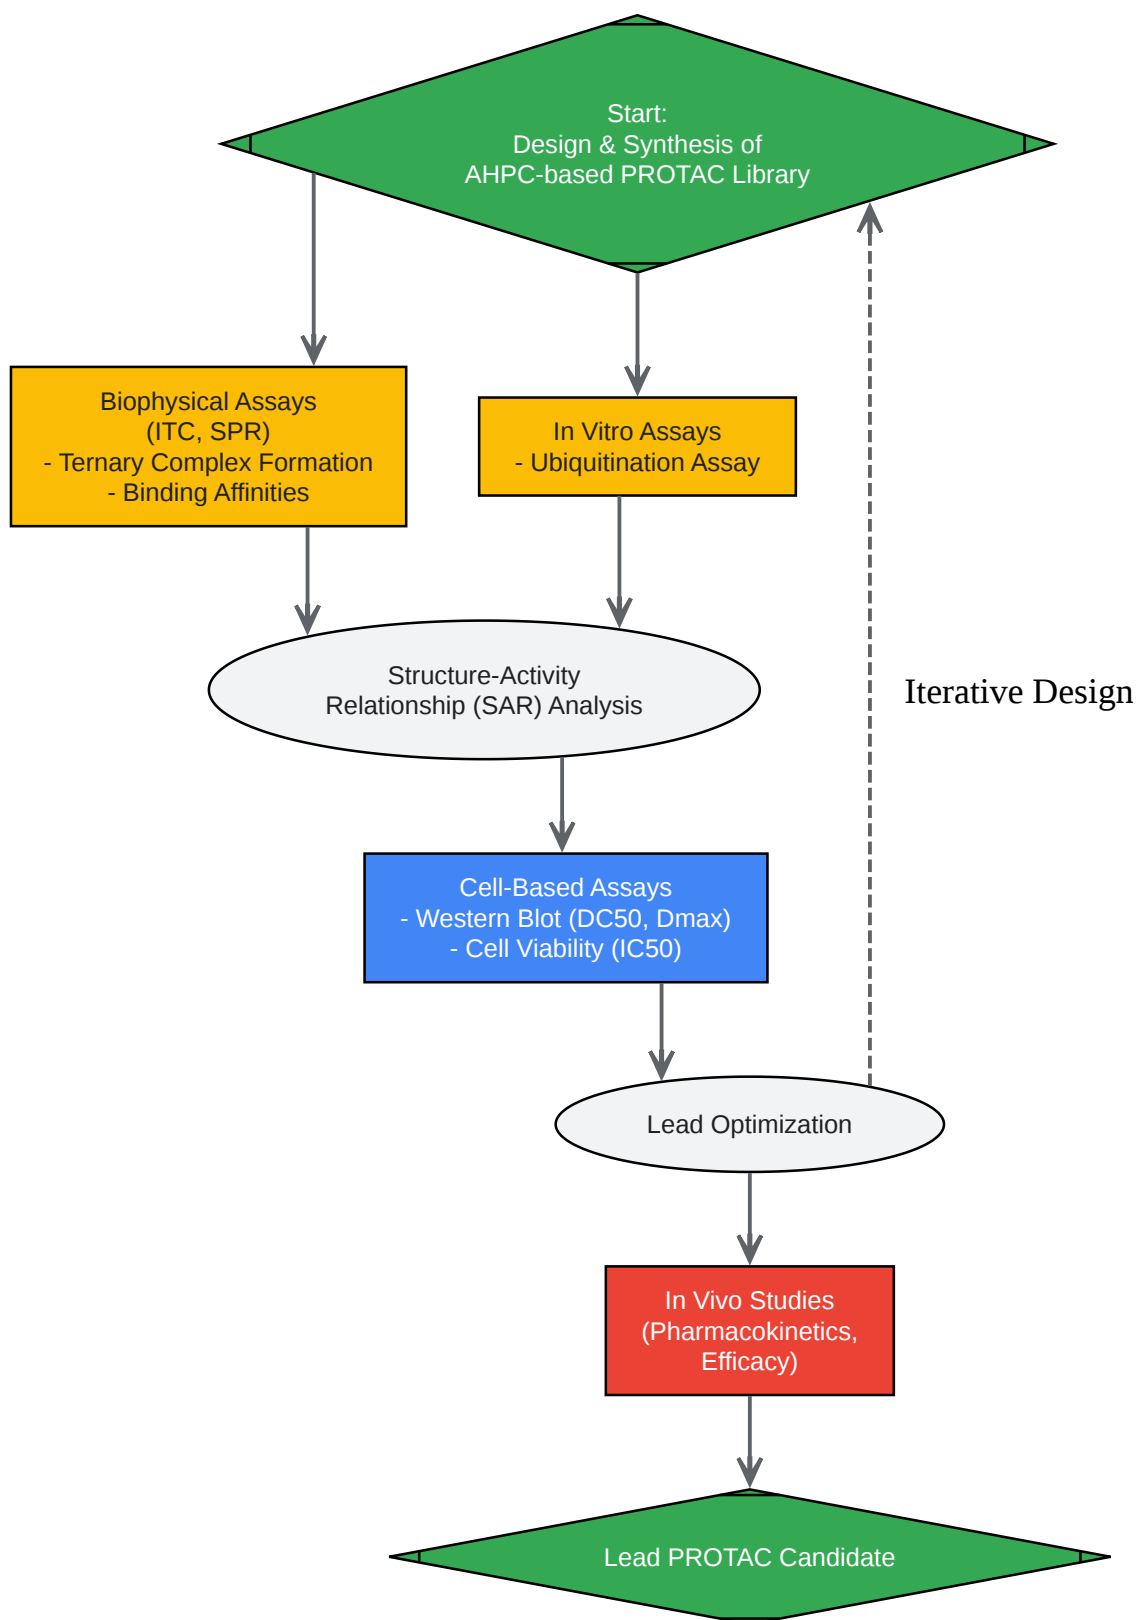 Start:
Design & Synthesis of
AHPC-based PROTAC Library
Biophysical Assays
(ITC, SPR)
- Ternary Complex Formation
- Binding Affinities
In Vitro Assays
- Ubiquitination Assay
Structure-Activity
Relationship (SAR) Analysis
Iterative Design
Cell-Based Assays
- Western Blot (DC50, Dmax)
- Cell Viability (IC50)
Lead Optimization
In Vivo Studies
(Pharmacokinetics,
Efficacy)
Lead PROTAC Candidate